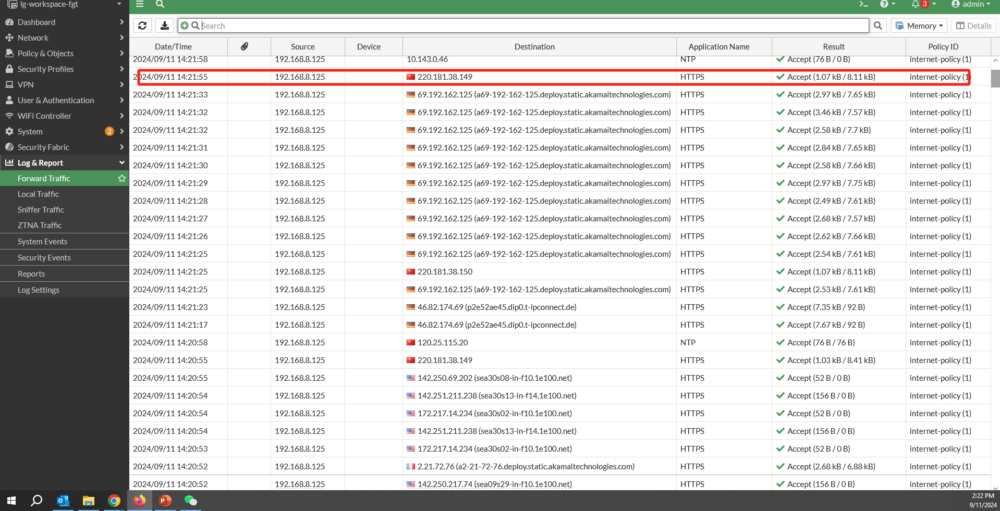 lg-workspace-fgt
admin
3
Dashboard
Network
Policy & Objects
Security Profiles
VPN
User & Authentication
WiFi Controller
System 2
Security Fabric
Log & Report
Forward Traffic
Local Traffic
Sniffer Traffic
ZTNA Traffic
System Events
Security Events
Reports
Log Settings
Search
Memory
Details
Date/Time Source Device Destination Application Name Result Policy ID
2024/09/11 14:21:58 192.168.8.125 10.143.0.46 NTP Accept (76 B / 0 B) internet-policy (1)
2024/09/11 14:21:55 192.168.8.125 220.181.38.149 HTTPS Accept (1.07 kB / 8.11 kB) internet-policy (1)
2024/09/11 14:21:33 192.168.8.125 69.192.162.125 (a69-192-162-125.deploy.static.akamaitechnologies.com) HTTPS Accept (2.97 kB / 7.65 kB) internet-policy (1)
2024/09/11 14:21:32 192.168.8.125 69.192.162.125 (a69-192-162-125.deploy.static.akamaitechnologies.com) HTTPS Accept (3.46 kB / 7.57 kB) internet-policy (1)
2024/09/11 14:21:32 192.168.8.125 69.192.162.125 (a69-192-162-125.deploy.static.akamaitechnologies.com) HTTPS Accept (2.58 kB / 7.7 kB) internet-policy (1)
2024/09/11 14:21:31 192.168.8.125 69.192.162.125 (a69-192-162-125.deploy.static.akamaitechnologies.com) HTTPS Accept (2.84 kB / 7.65 kB) internet-policy (1)
2024/09/11 14:21:30 192.168.8.125 69.192.162.125 (a69-192-162-125.deploy.static.akamaitechnologies.com) HTTPS Accept (2.58 kB / 7.66 kB) internet-policy (1)
2024/09/11 14:21:29 192.168.8.125 69.192.162.125 (a69-192-162-125.deploy.static.akamaitechnologies.com) HTTPS Accept (2.97 kB / 7.75 kB) internet-policy (1)
2024/09/11 14:21:28 192.168.8.125 69.192.162.125 (a69-192-162-125.deploy.static.akamaitechnologies.com) HTTPS Accept (2.49 kB / 7.61 kB) internet-policy (1)
2024/09/11 14:21:27 192.168.8.125 69.192.162.125 (a69-192-162-125.deploy.static.akamaitechnologies.com) HTTPS Accept (2.68 kB / 7.57 kB) internet-policy (1)
2024/09/11 14:21:26 192.168.8.125 69.192.162.125 (a69-192-162-125.deploy.static.akamaitechnologies.com) HTTPS Accept (2.62 kB / 7.66 kB) internet-policy (1)
2024/09/11 14:21:25 192.168.8.125 69.192.162.125 (a69-192-162-125.deploy.static.akamaitechnologies.com) HTTPS Accept (2.54 kB / 7.61 kB) internet-policy (1)
2024/09/11 14:21:25 192.168.8.125 220.181.38.150 HTTPS Accept (1.07 kB / 8.11 kB) internet-policy (1)
2024/09/11 14:21:25 192.168.8.125 69.192.162.125 (a69-192-162-125.deploy.static.akamaitechnologies.com) HTTPS Accept (2.53 kB / 7.61 kB) internet-policy (1)
2024/09/11 14:21:23 192.168.8.125 46.82.174.69 (p2e52ae45.dip0.t-ipconnect.de) HTTPS Accept (7.35 kB / 92 B) internet-policy (1)
2024/09/11 14:21:17 192.168.8.125 46.82.174.69 (p2e52ae45.dip0.t-ipconnect.de) HTTPS Accept (7.67 kB / 92 B) internet-policy (1)
2024/09/11 14:20:58 192.168.8.125 120.25.115.20 NTP Accept (76 B / 76 B) internet-policy (1)
2024/09/11 14:20:55 192.168.8.125 220.181.38.149 HTTPS Accept (1.03 kB / 8.41 kB) internet-policy (1)
2024/09/11 14:20:55 192.168.8.125 142.250.69.202 (sea30s08-in-f10.1e100.net) HTTPS Accept (52 B / 0 B) internet-policy (1)
2024/09/11 14:20:54 192.168.8.125 142.251.211.238 (sea30s13-in-f14.1e100.net) HTTPS Accept (156 B / 0 B) internet-policy (1)
2024/09/11 14:20:54 192.168.8.125 172.217.14.234 (sea30s02-in-f10.1e100.net) HTTPS Accept (52 B / 0 B) internet-policy (1)
2024/09/11 14:20:54 192.168.8.125 142.251.211.238 (sea30s13-in-f14.1e100.net) HTTPS Accept (156 B / 0 B) internet-policy (1)
2024/09/11 14:20:53 192.168.8.125 172.217.14.234 (sea30s02-in-f10.1e100.net) HTTPS Accept (52 B / 0 B) internet-policy (1)
2024/09/11 14:20:52 192.168.8.125 2.21.72.76 (a2-21-72-76.deploy.static.akamaitechnologies.com) HTTPS Accept (2.68 kB / 6.88 kB) internet-policy (1)
2024/09/11 14:20:52 192.168.8.125 142.250.217.74 (sea09s29-in-f10.1e100.net) HTTPS Accept (156 B / 0 B) internet-policy (1)
2:22 PM
9/11/2024